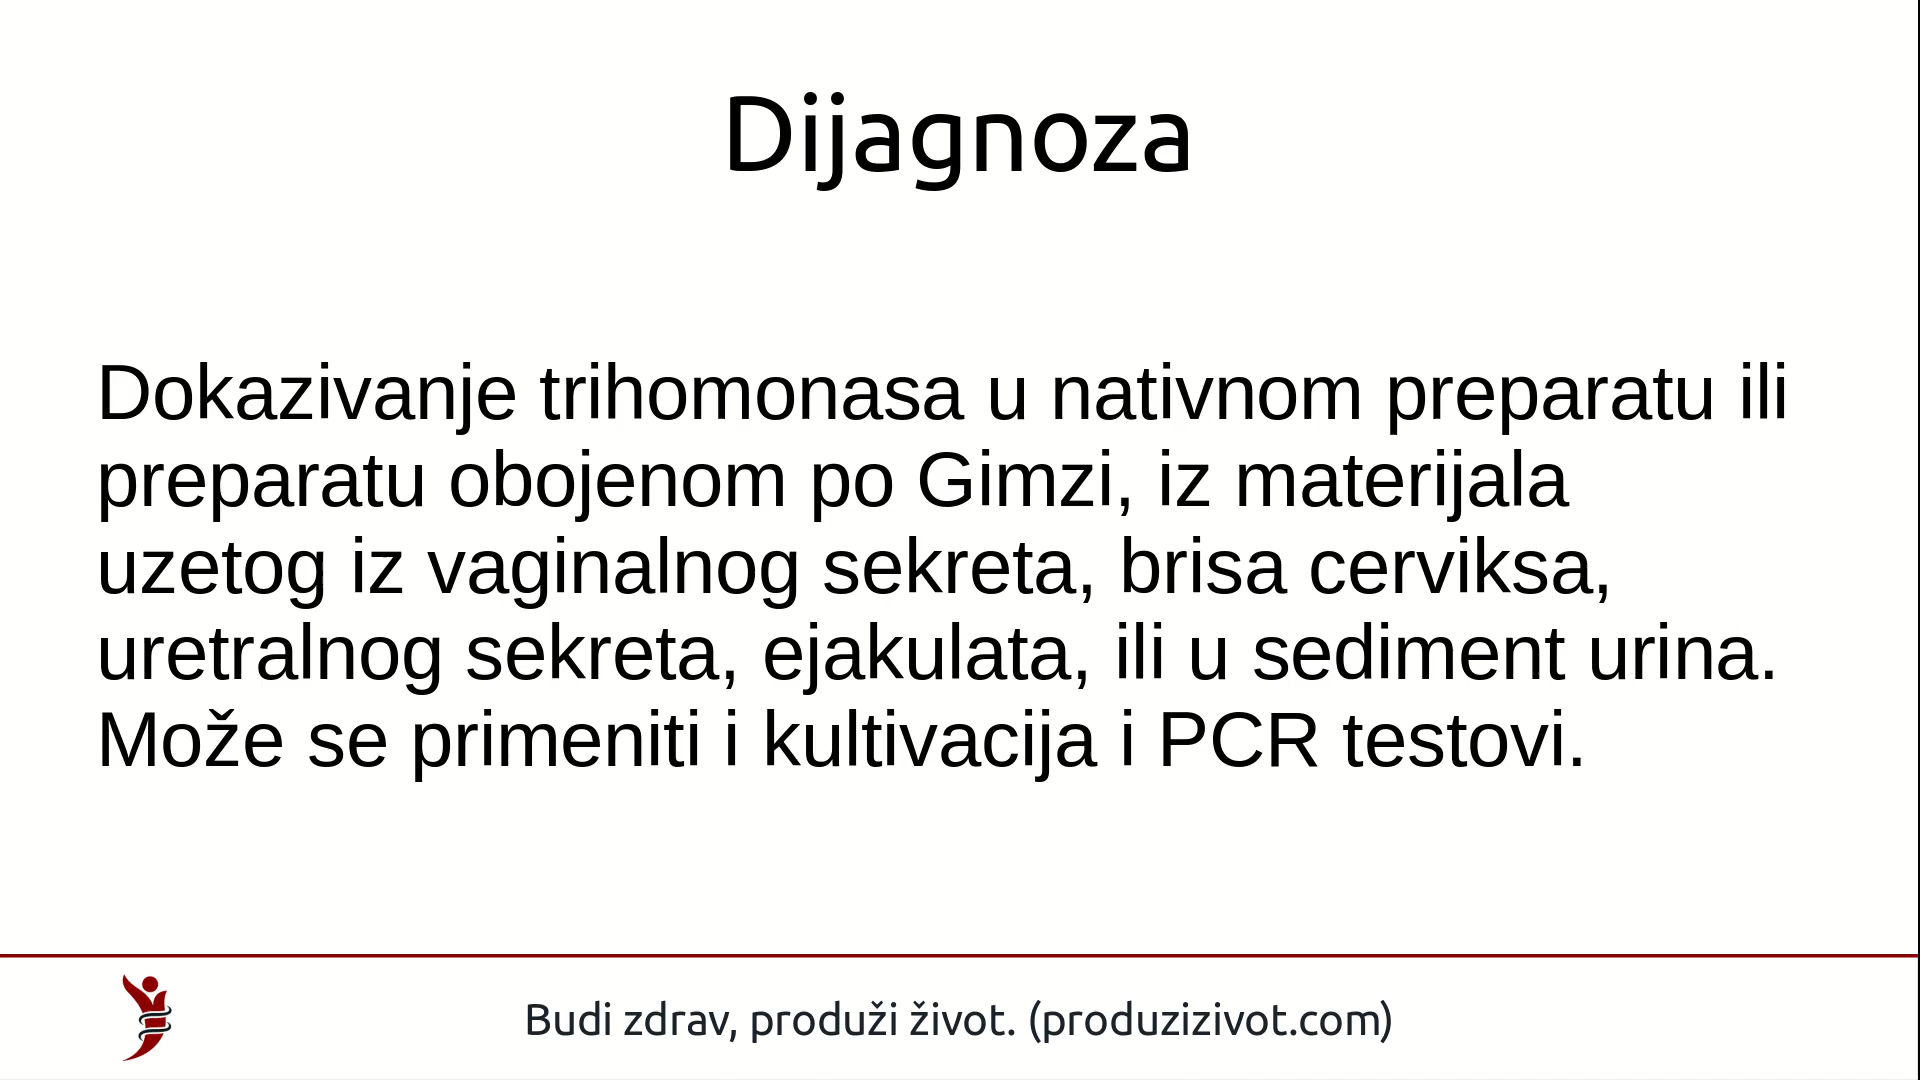 Dijagnoza
Dokazivanje trihomonasa u nativnom preparatu ili
preparatu obojenom po Gimzi, iz materijala
uzetog iz vaginalnog sekreta, brisa cerviksa,
uretralnog sekreta, ejakulata, ili u sediment urina.
Može se primeniti i kultivacija i PCR testovi.
Budi zdrav, produži život. (produzizivot.com)